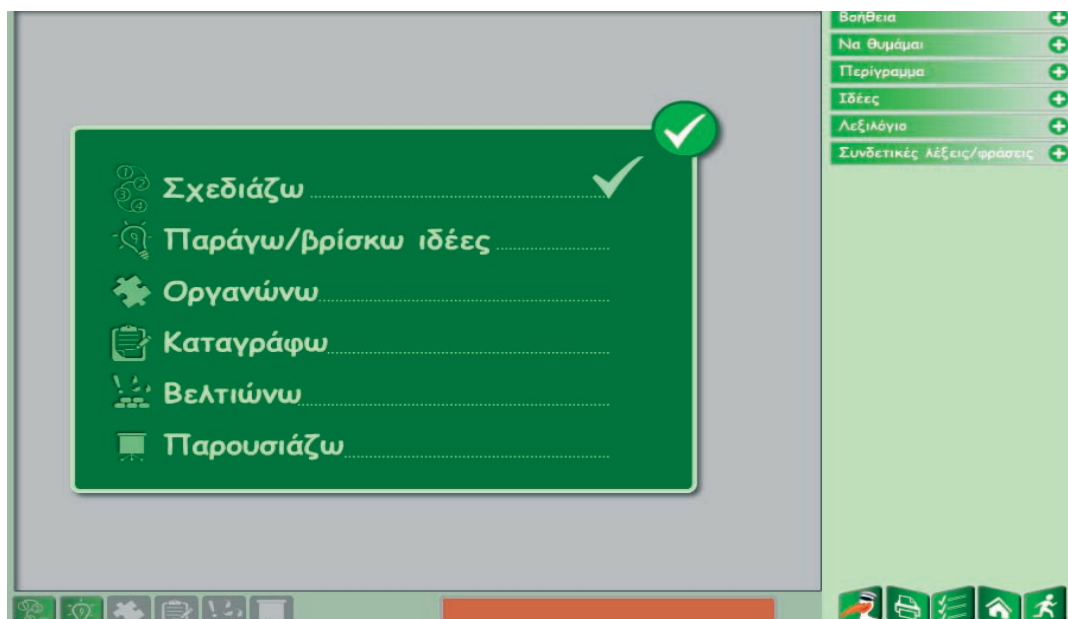 Βοήθεια
Να θυμάμαι
Περίγραμμα
Ιδέες
Λεξιλόγιο
Συνδετικές λέξεις/φράσεις
Σχεδιάζω
Παράγω/βρίσκω ιδέες
Οργανώνω
Καταγράφω
Βελτιώνω
Παρουσιάζω